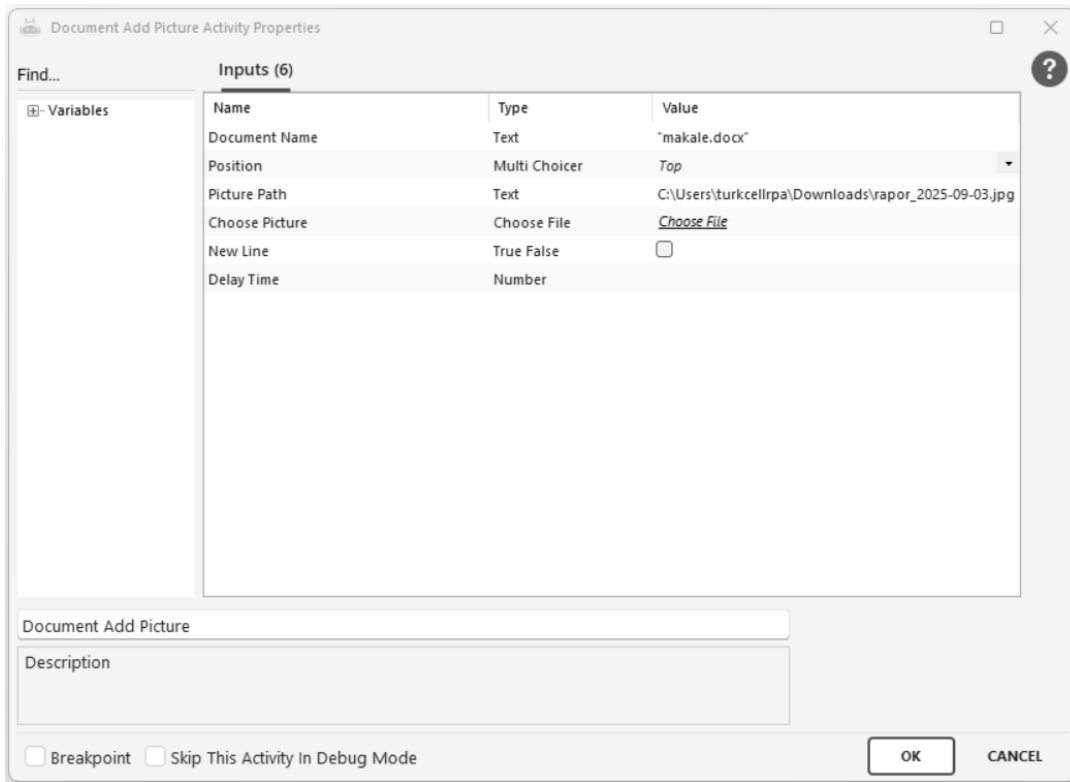 Document Add Picture Activity Properties
Find...
Inputs (6)
?
Variables
Name Type Value
Document Name Text "makale.docx"
Position Multi Choicer Top
Picture Path Text C:\Users\turkcellrpa\Downloads\rapor_2025-09-03.jpg
Choose Picture Choose File Choose File
New Line True False
Delay Time Number
Document Add Picture
Description
Breakpoint Skip This Activity In Debug Mode OK CANCEL